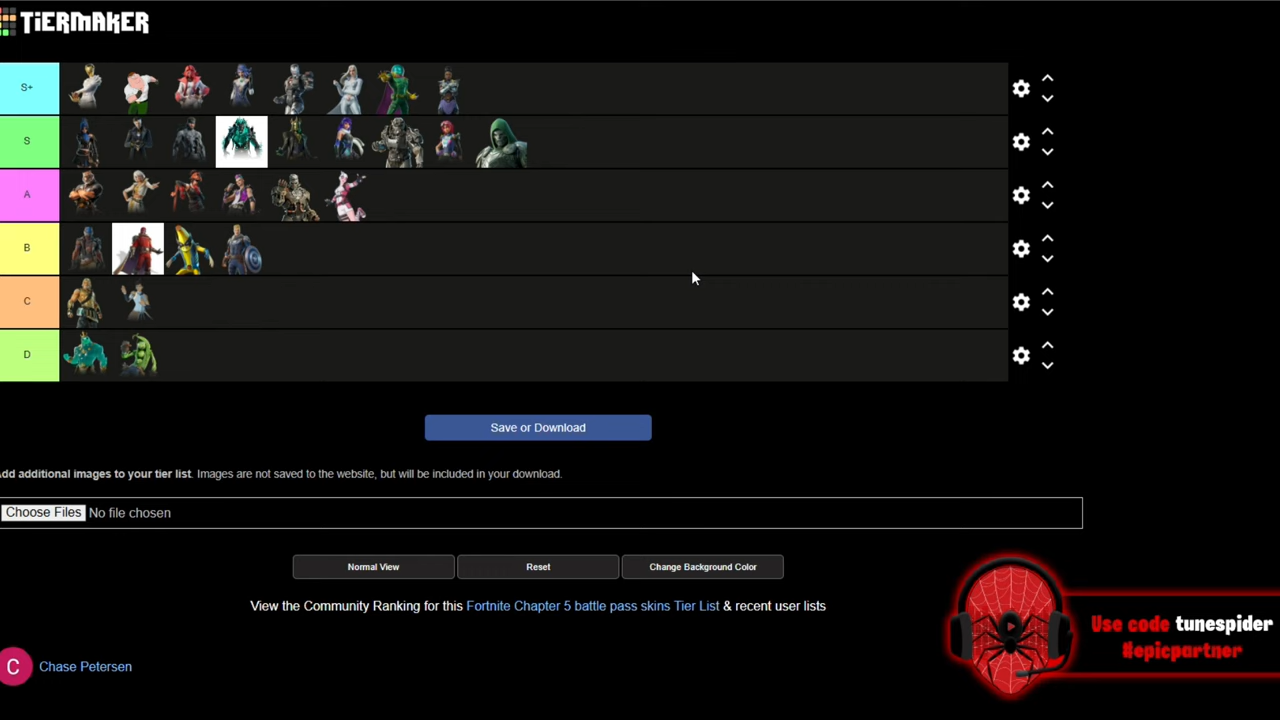 TiERMAKER
S+
S
A
B
C
D
Save or Download
Add additional images to your tier list. Images are not saved to the website, but will be included in your download.
Choose Files No file chosen
Normal View Reset Change Background Color
View the Community Ranking for this Fortnite Chapter 5 battle pass skins Tier List & recent user lists
C Chase Petersen
Use code tunespider
#epicpartner